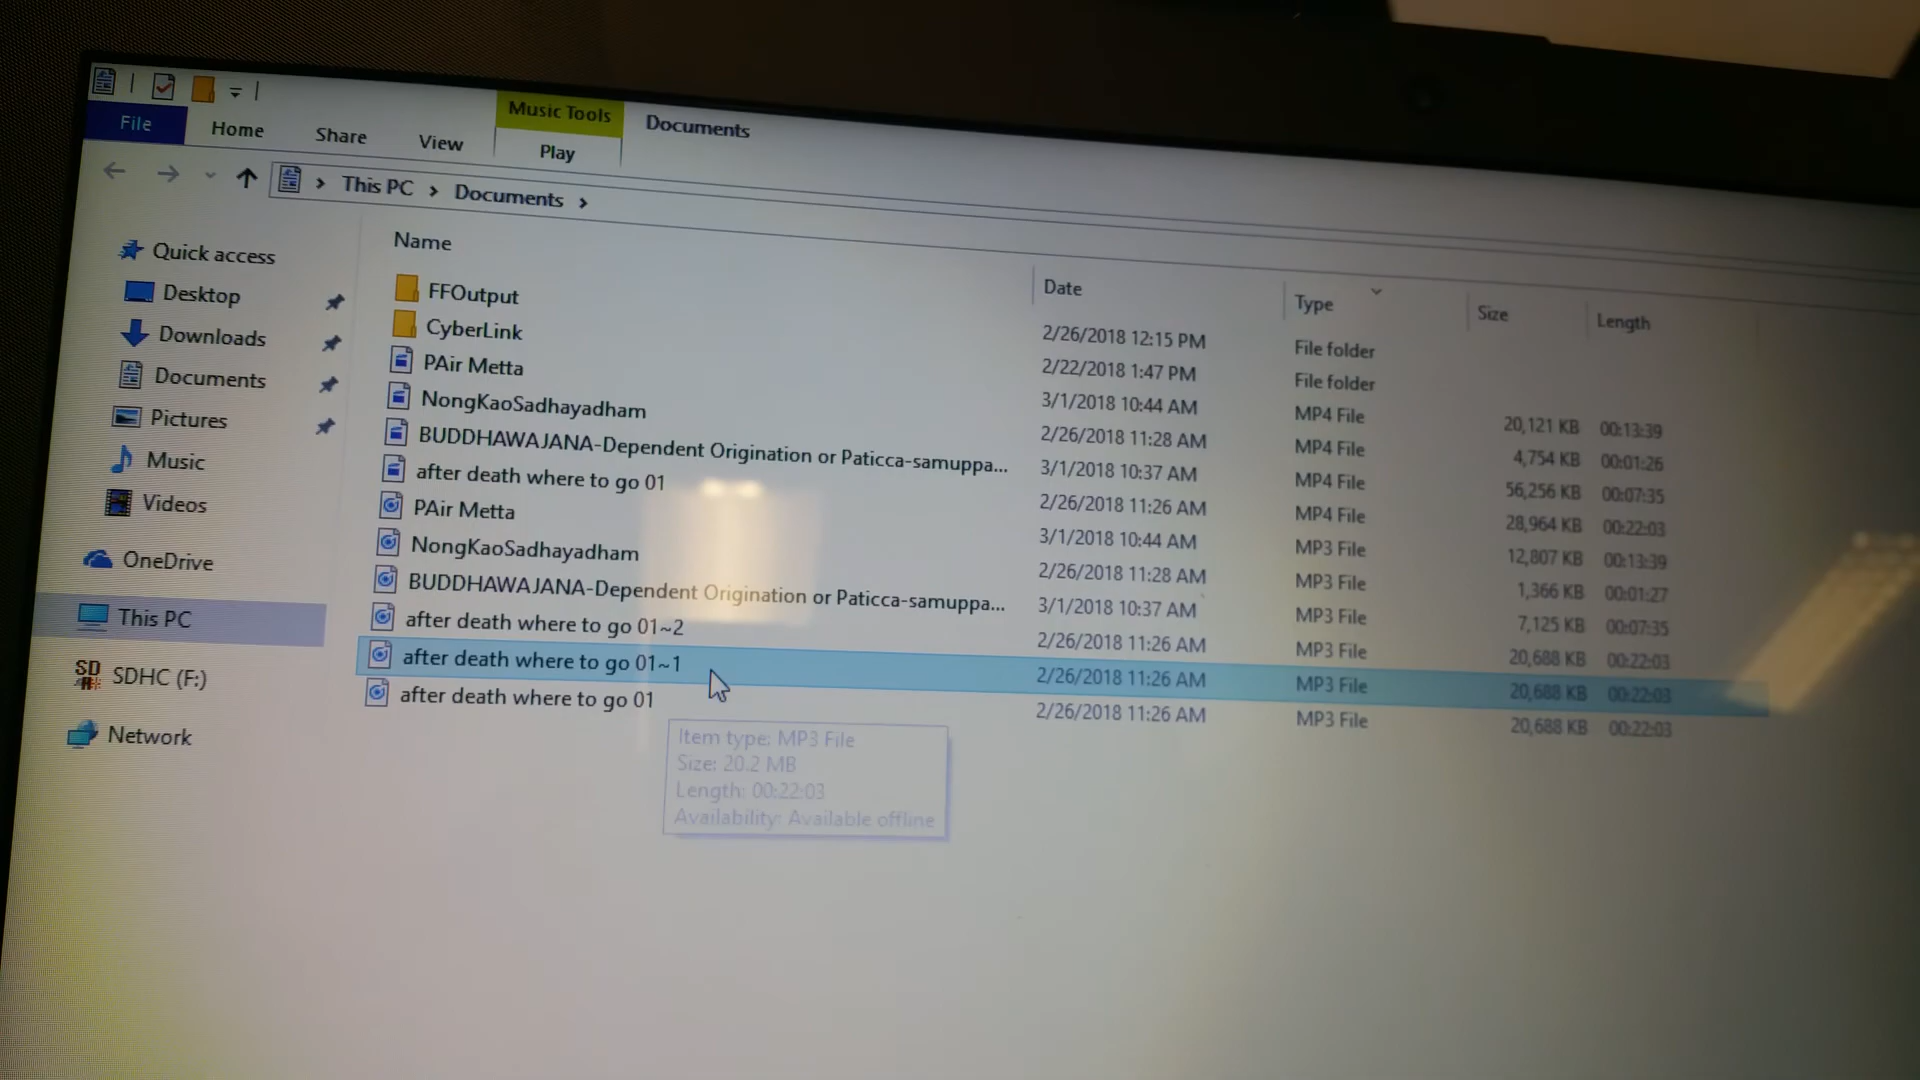 Music Tools
Documents
File
Home
Share
View
Play
This PC
Documents
Quick access
Desktop
Downloads
Documents
Pictures
Music
Videos
OneDrive
This PC
SDHC (F:)
Network
Name Date Type Size Length
FFOutput 2/26/2018 12:15 PM File folder
CyberLink 2/22/2018 1:47 PM File folder
PAir Metta 3/1/2018 10:44 AM MP4 File 20,121 KB 00:13:39
NongKaoSadhayadham 2/26/2018 11:28 AM MP4 File 4,754 KB 00:01:26
BUDDHAWAJANA-Dependent Origination or Paticca-samuppa... 3/1/2018 10:37 AM MP4 File 56,256 KB 00:07:35
after death where to go 01 2/26/2018 11:26 AM MP4 File 28,964 KB 00:22:03
PAir Metta 3/1/2018 10:44 AM MP3 File 12,807 KB 00:13:39
NongKaoSadhayadham 2/26/2018 11:28 AM MP3 File 1,366 KB 00:01:27
BUDDHAWAJANA-Dependent Origination or Paticca-samuppa... 3/1/2018 10:37 AM MP3 File 7,125 KB 00:07:35
after death where to go 01~2 2/26/2018 11:26 AM MP3 File 20,688 KB 00:22:03
after death where to go 01~1 2/26/2018 11:26 AM MP3 File 20,688 KB 00:22:03
after death where to go 01 2/26/2018 11:26 AM MP3 File 20,688 KB 00:22:03
Item type: MP3 File
Size: 20.2 MB
Length: 00:22:03
Availability: Available offline